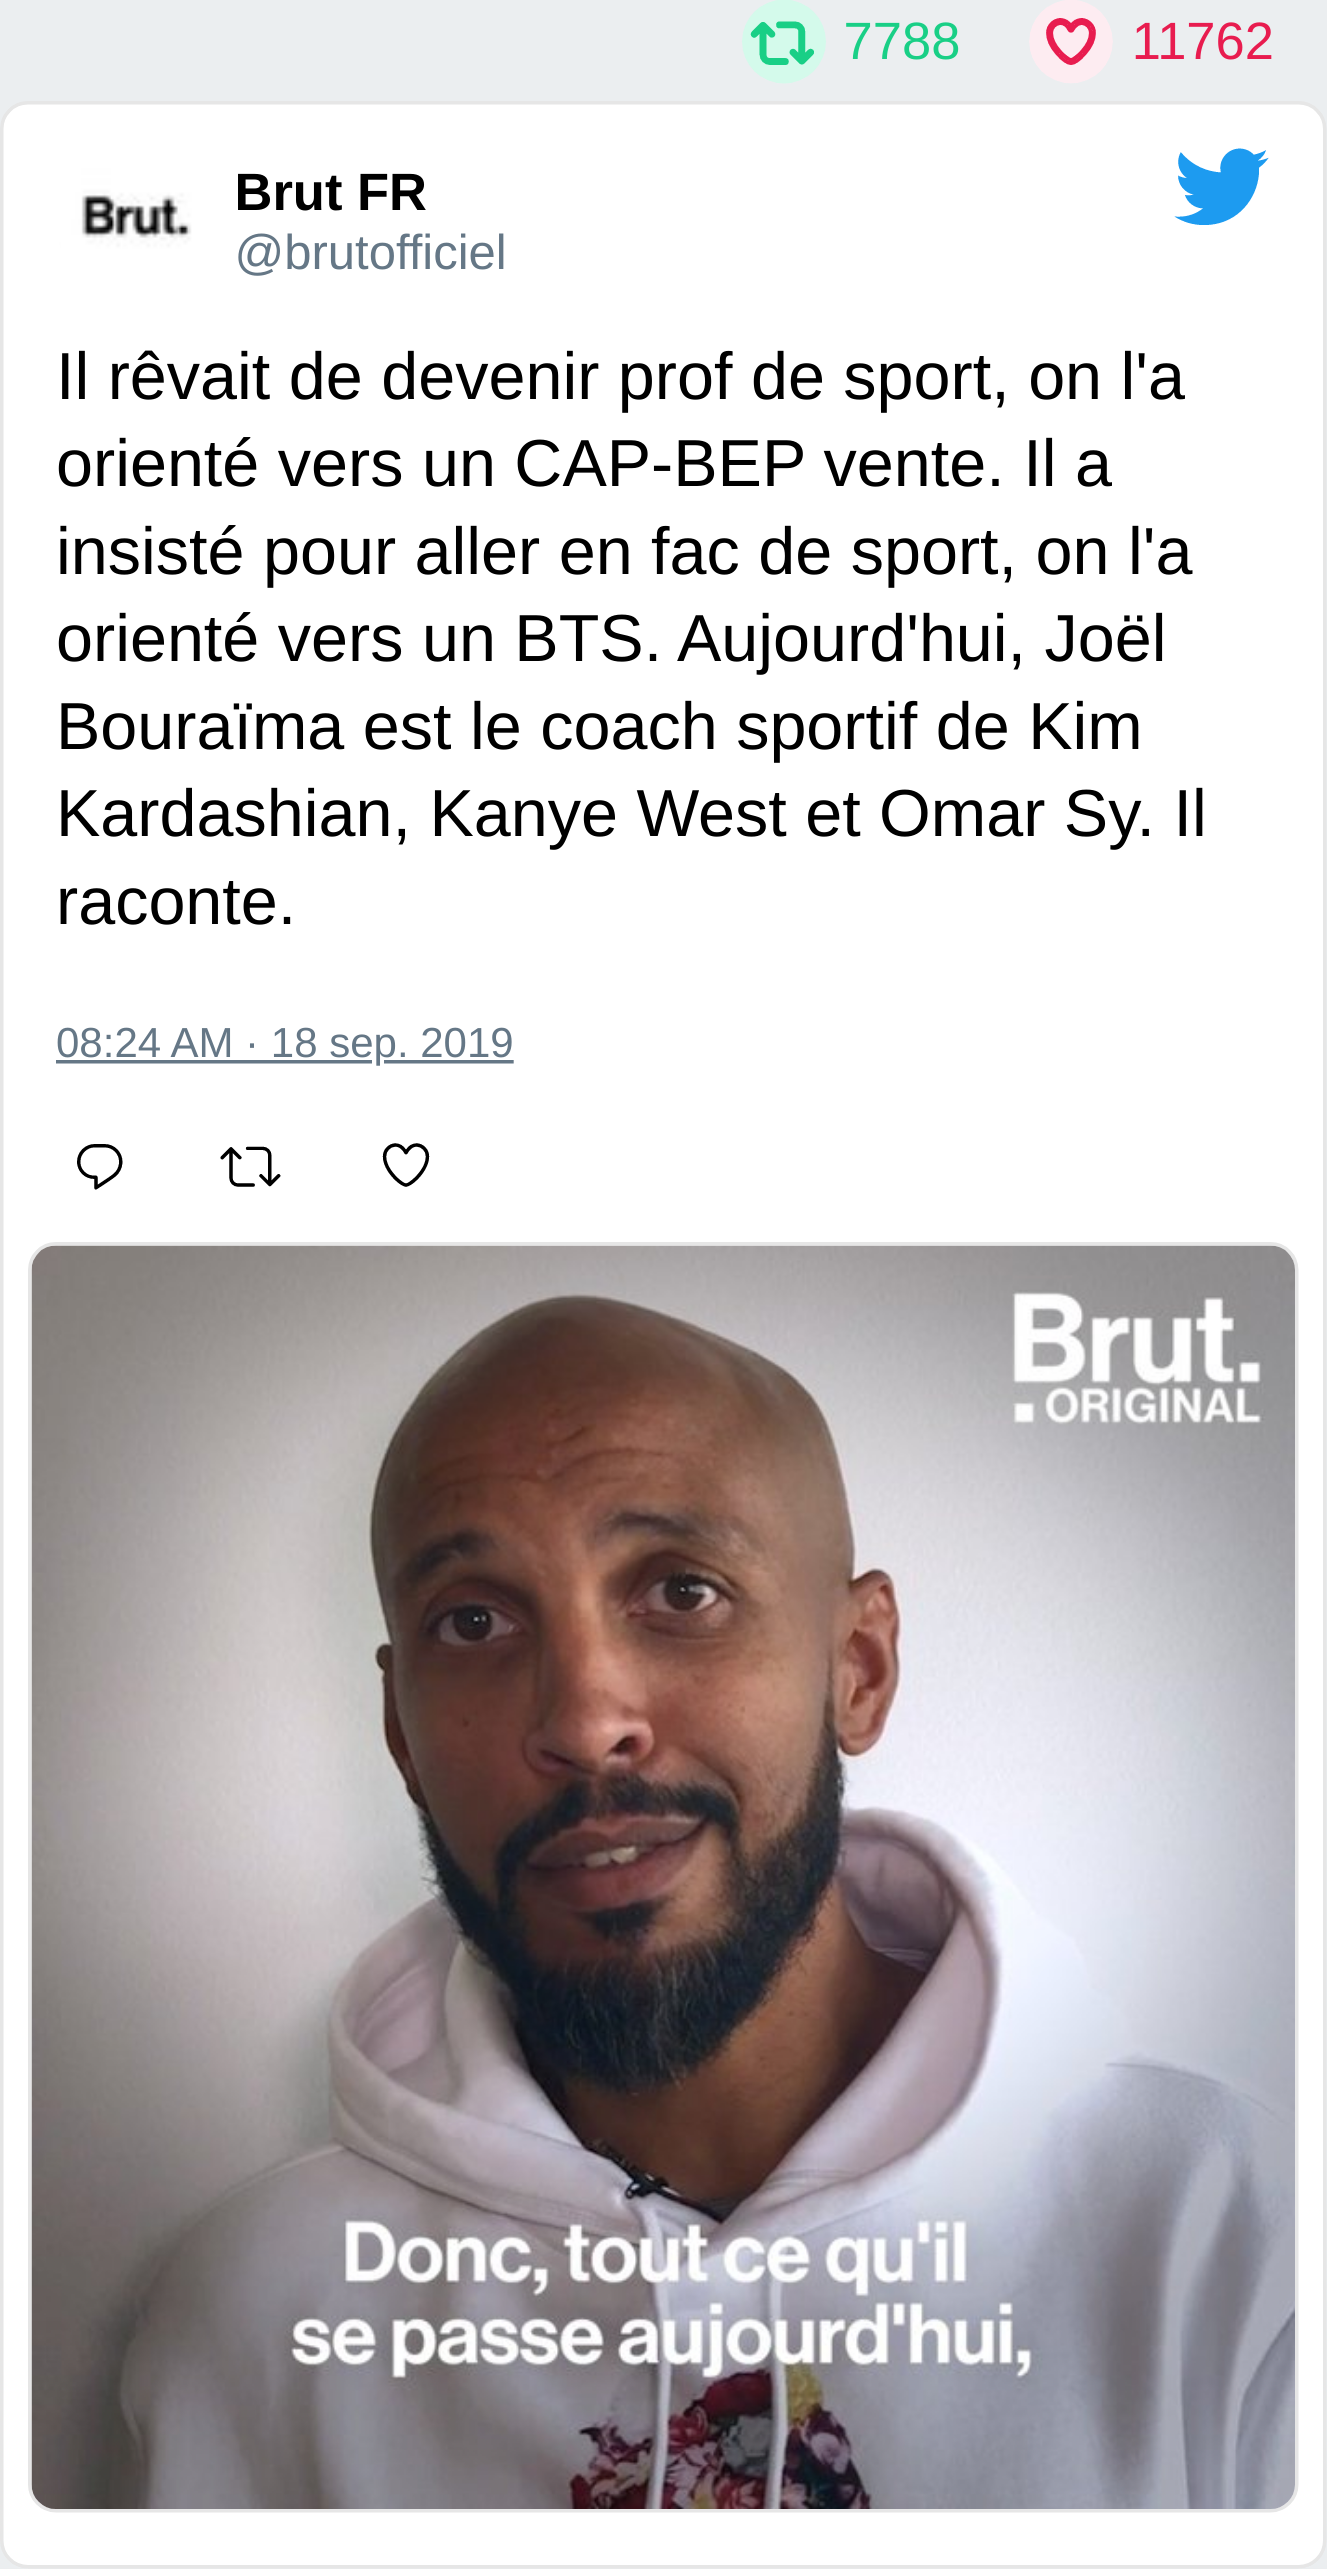 7788 11762
Brut.
Brut FR
@brutofficiel
Il rêvait de devenir prof de sport, on l'a
orienté vers un CAP-BEP vente. Il a
insisté pour aller en fac de sport, on l'a
orienté vers un BTS. Aujourd'hui, Joël
Bouraïma est le coach sportif de Kim
Kardashian, Kanye West et Omar Sy. Il
raconte.
08:24 AM · 18 sep. 2019
Brut.
ORIGINAL
Donc, tout ce qu'il
se passe aujourd'hui,